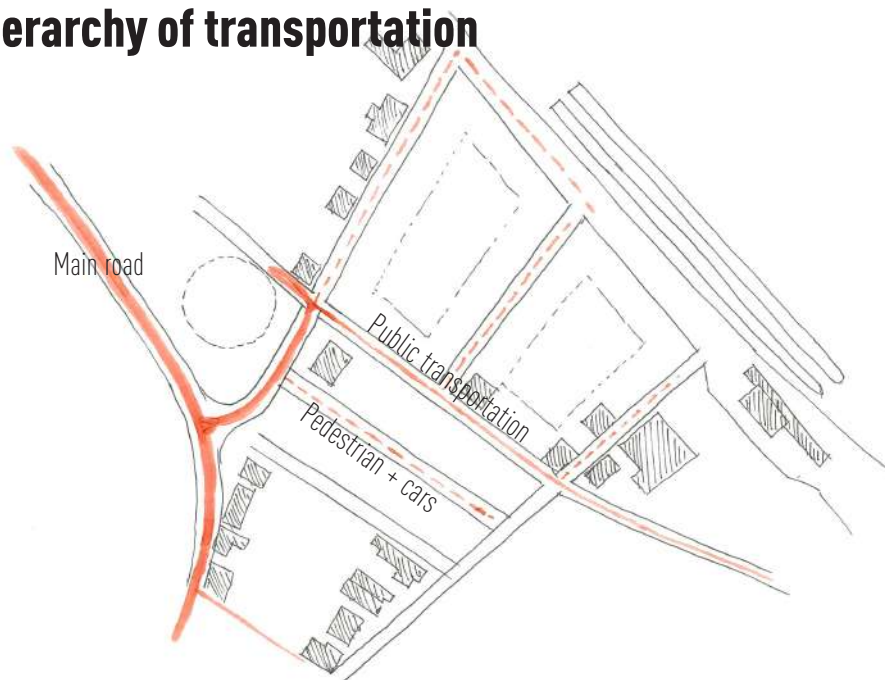 erarchy of transportation
Main road
Public transportation
Pedestrian + cars